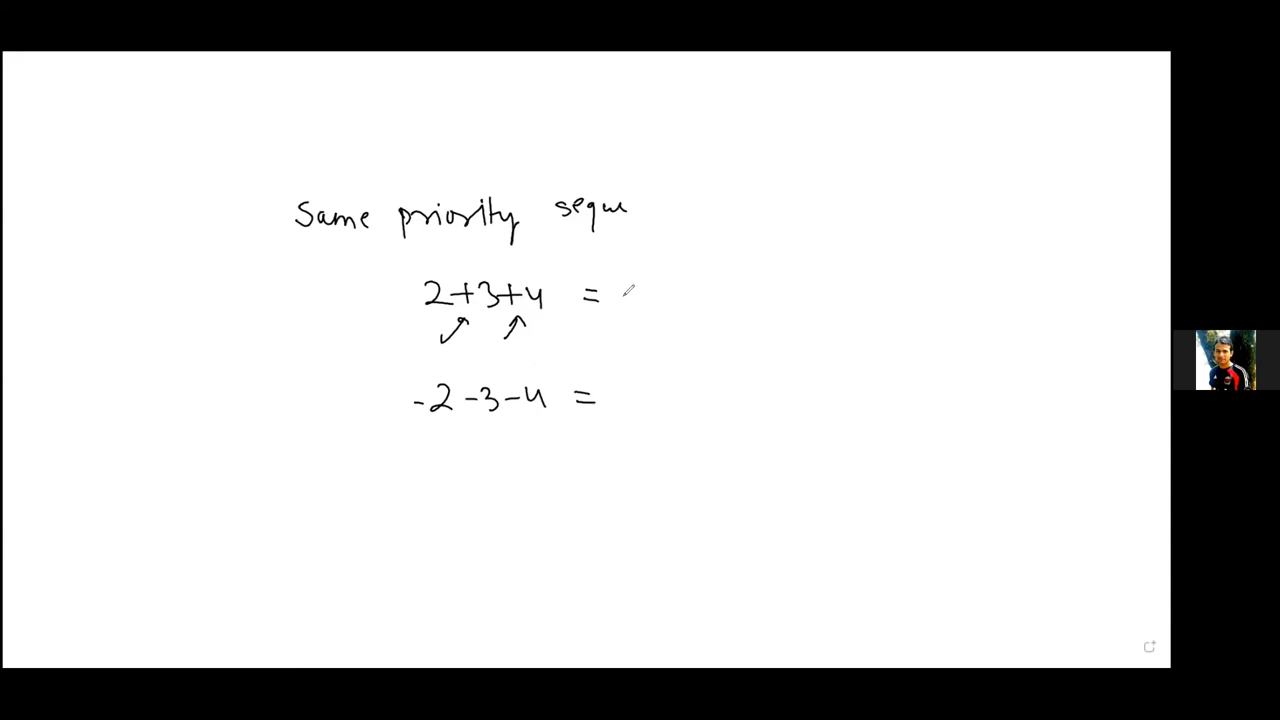 Same priority sequ
2+3+4 =
-2-3-4 =